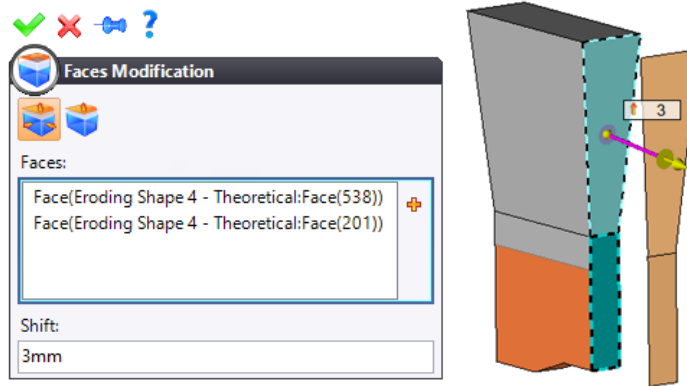 ?
Faces Modification
Faces:
Face(Eroding Shape 4 - Theoretical:Face(538))
Face(Eroding Shape 4 - Theoretical:Face(201))
Shift:
3mm
3